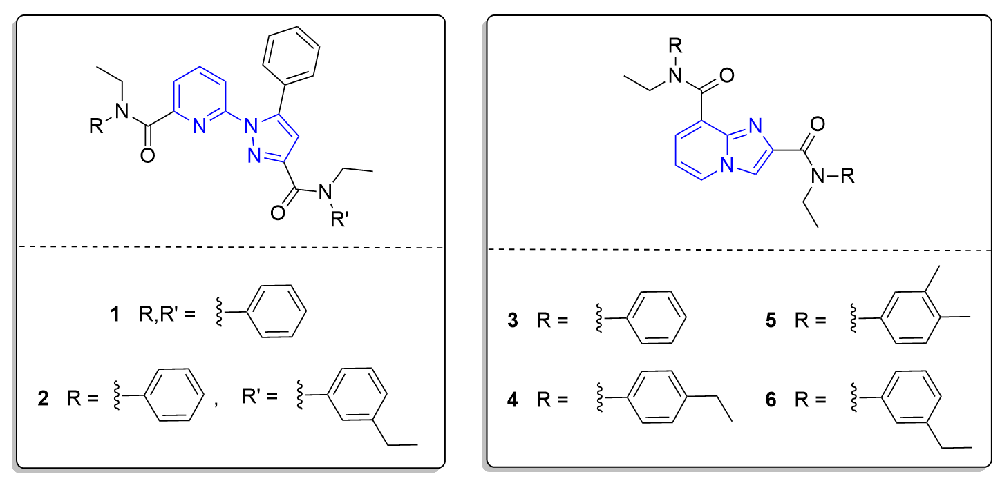 N
R
O
N
N
N
O
N
R'
1 R,R' =
2 R = , R' =
R
N
O
N
O
N
N
R
3 R =
5 R =
4 R =
6 R =